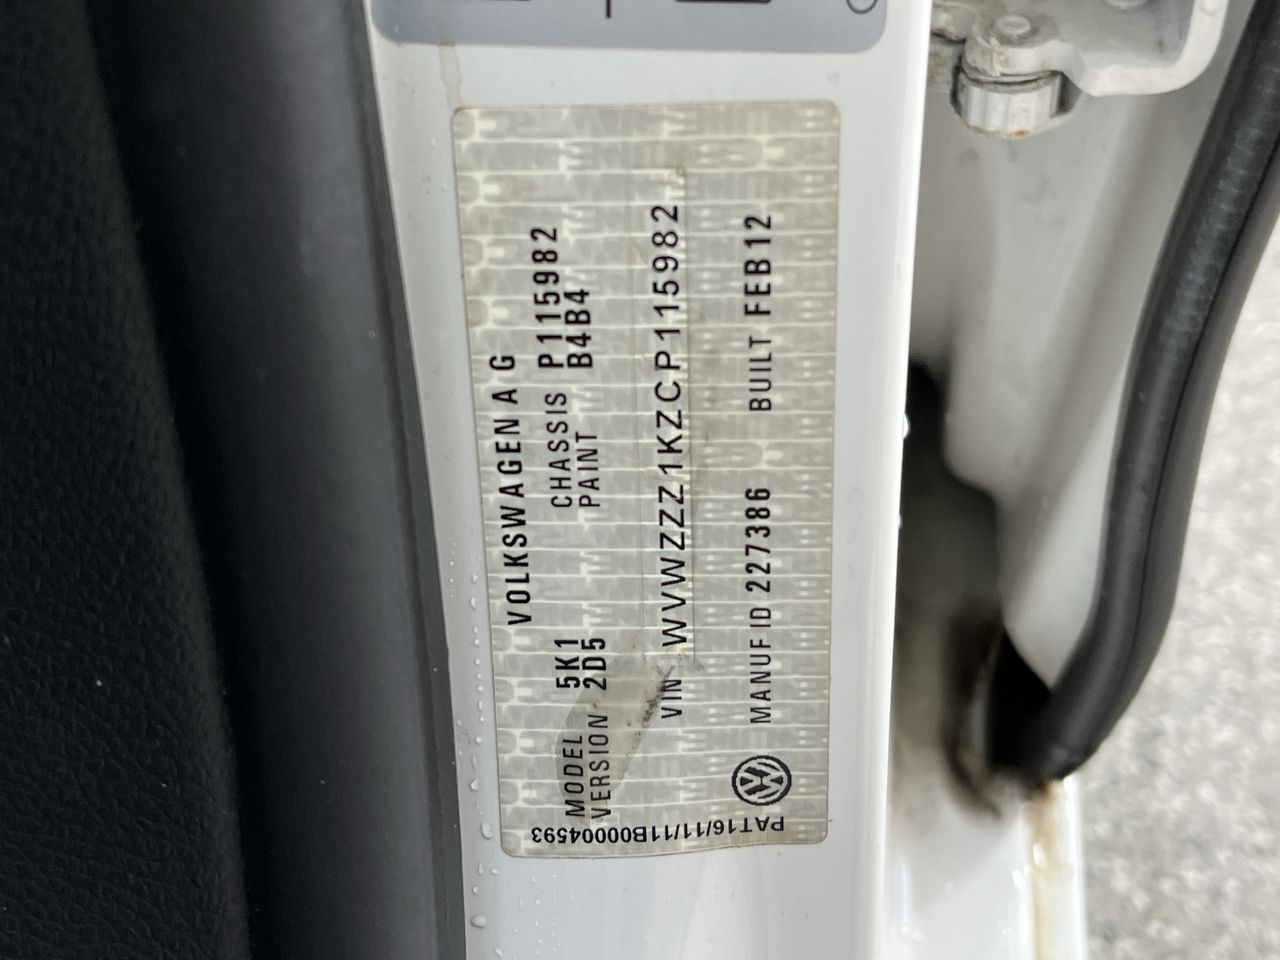 VOLKSWAGEN A G
MODEL 5K1 CHASSIS P115982
VERSION 2D5 PAINT B4B4
VIN WVWZZZ1KZCP115982
MANUF ID 227386 BUILT FEB12
PAT16/11/11B00004593